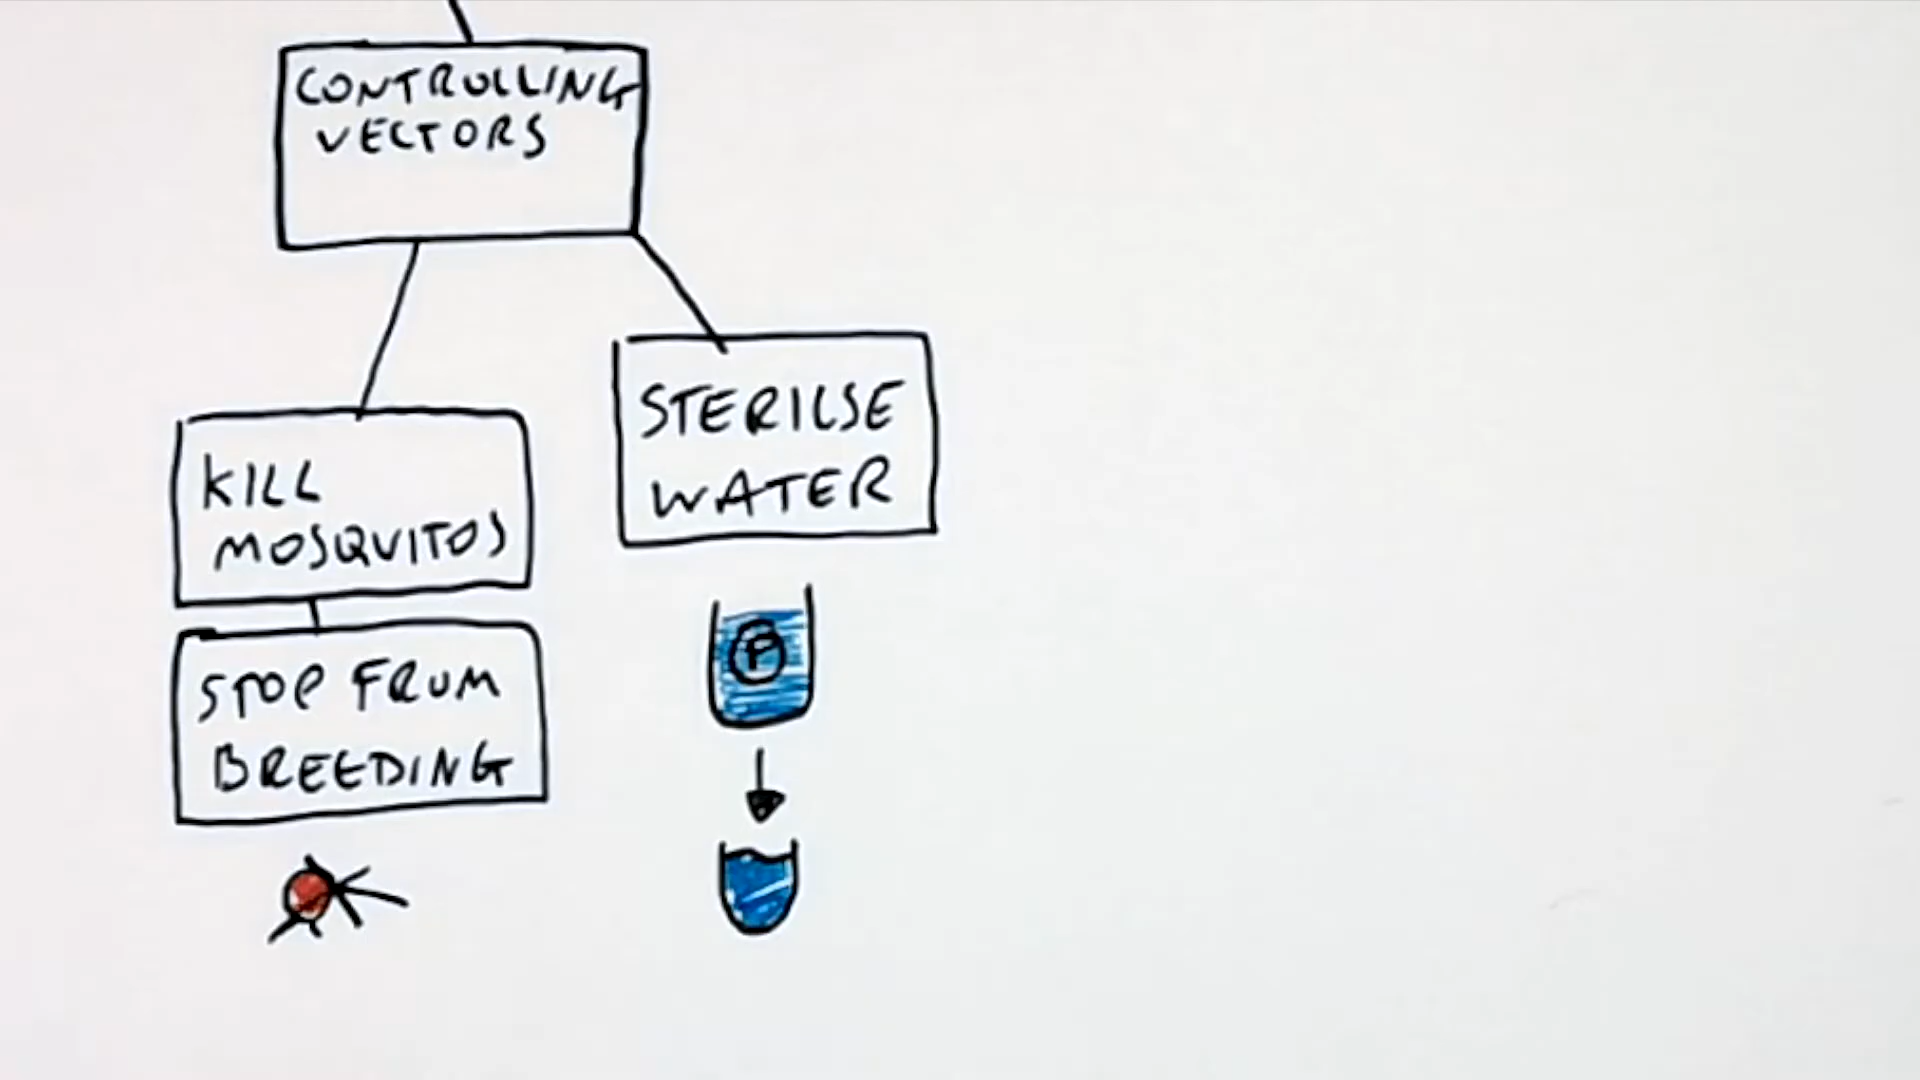 CONTROLLING
VECTORS
KILL
MOSQUITOS
STERILSE
WATER
STOP FROM
BREEDING
P